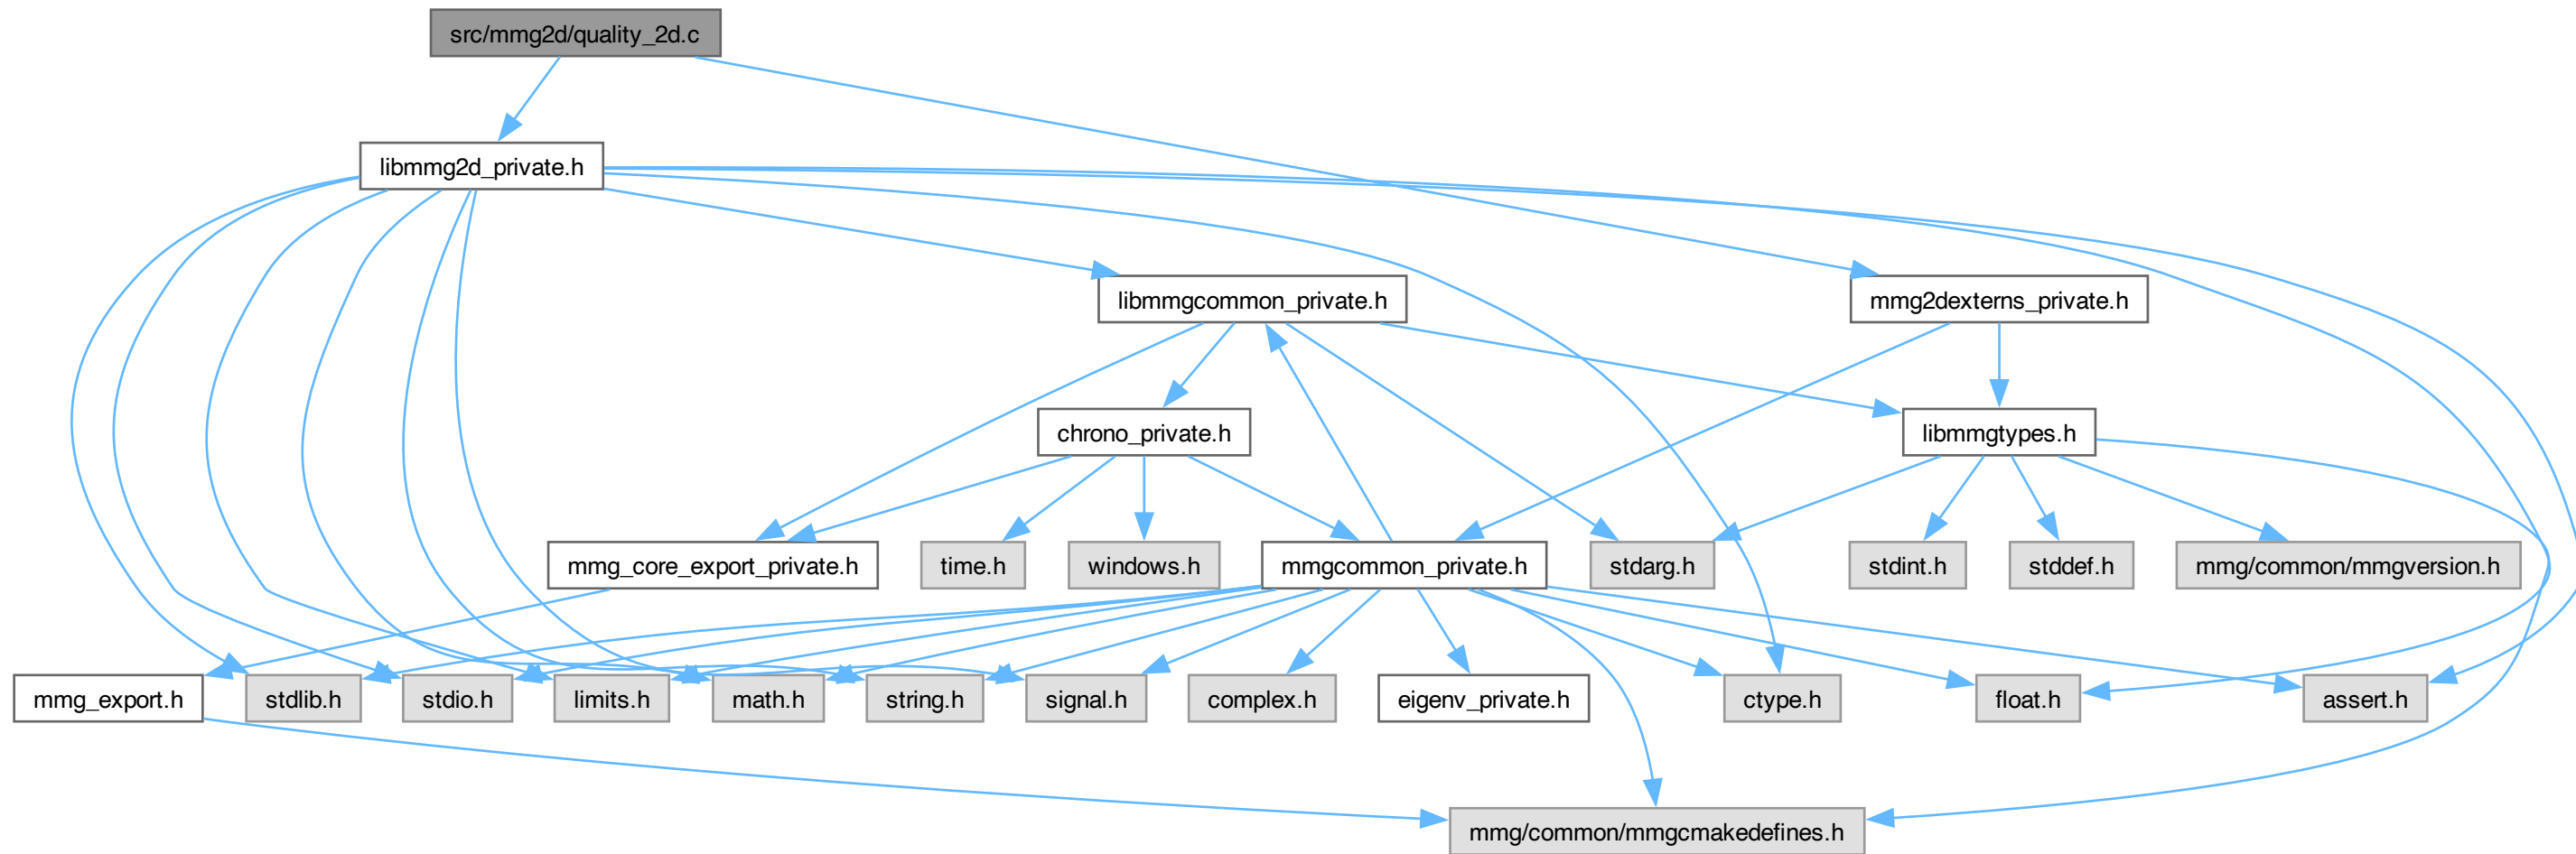 src/mmg2d/quality_2d.c
libmmg2d_private.h
libmmgcommon_private.h
mmg2dexterns_private.h
chrono_private.h
libmmgtypes.h
mmg_core_export_private.h
time.h
windows.h
mmgcommon_private.h
stdarg.h
stdint.h
stddef.h
mmg/common/mmgversion.h
mmg_export.h
stdlib.h
stdio.h
limits.h
math.h
string.h
signal.h
complex.h
eigenv_private.h
ctype.h
float.h
assert.h
mmg/common/mmgcmakedefines.h